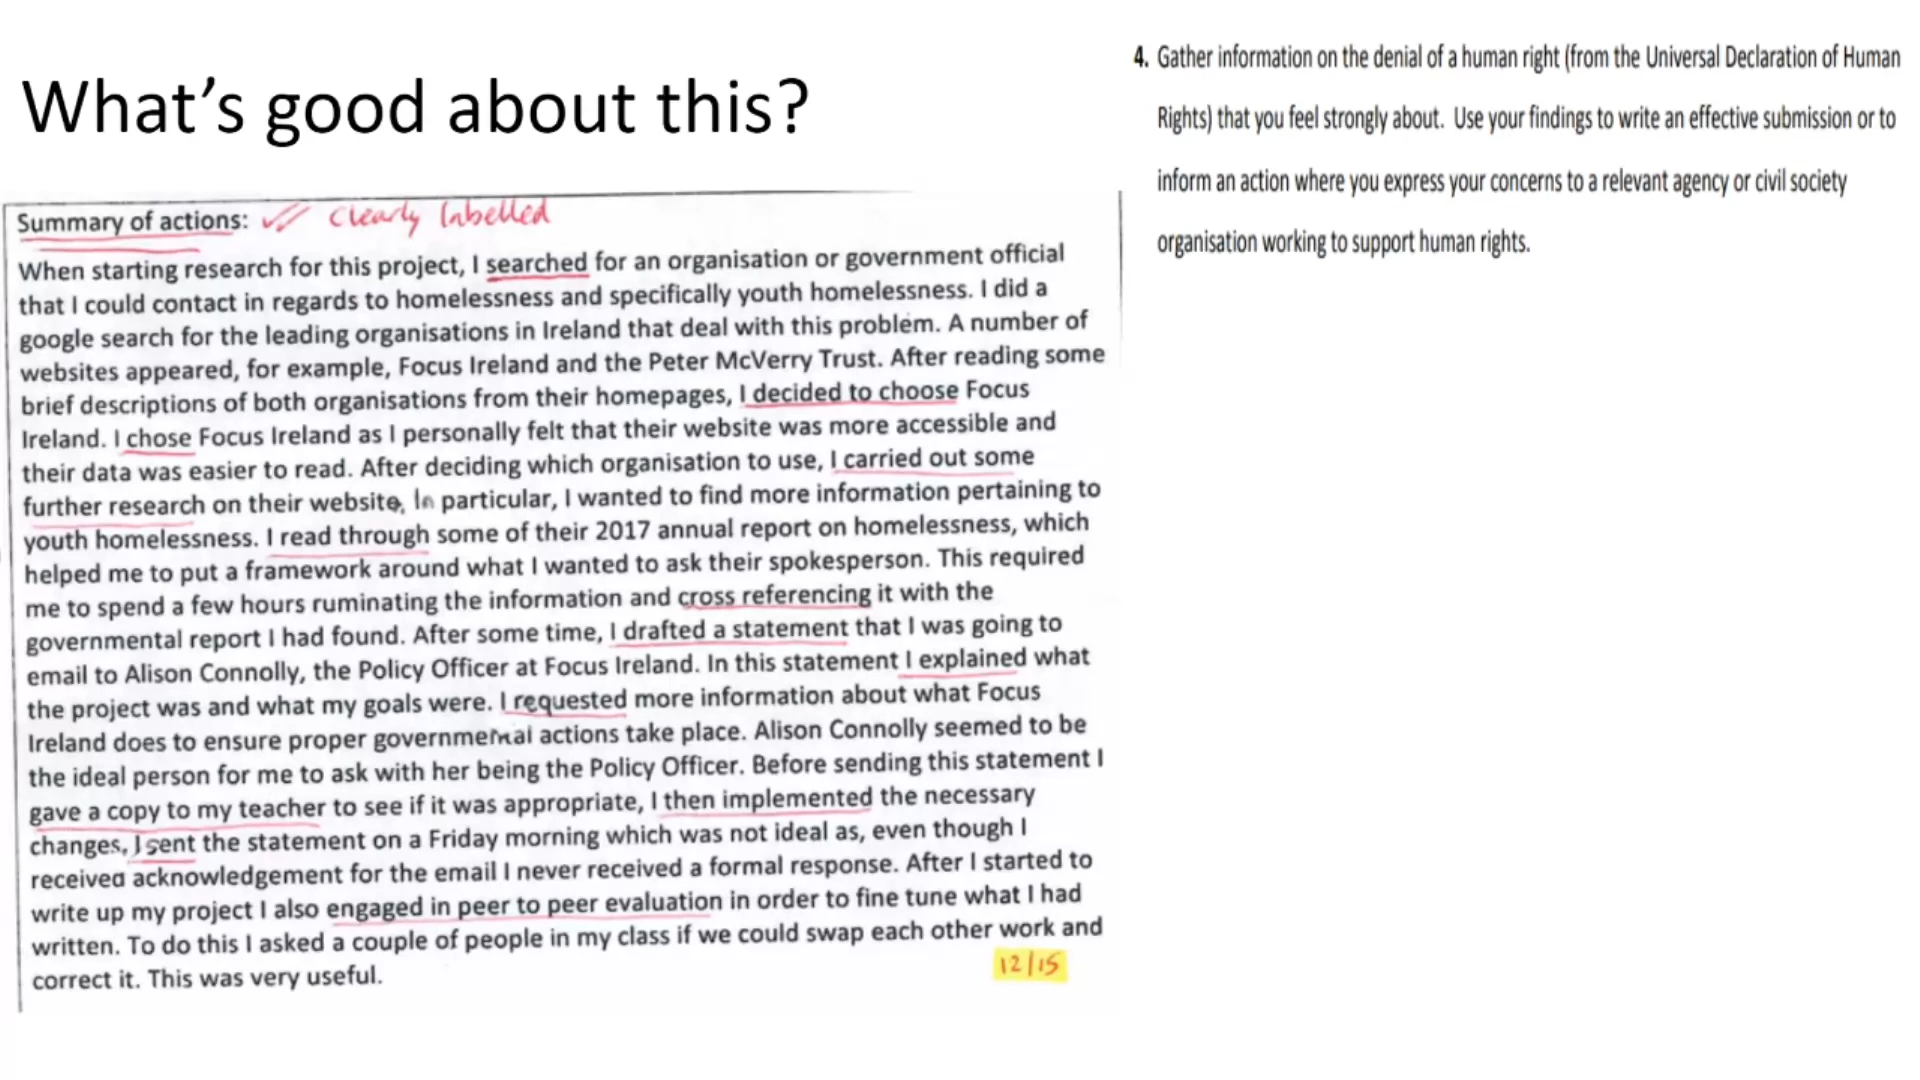 What's good about this?
4. Gather information on the denial of a human right (from the Universal Declaration of Human
Rights) that you feel strongly about. Use your findings to write an effective submission or to
inform an action where you express your concerns to a relevant agency or civil society
organisation working to support human rights.
Summary of actions: Clearly labelled
When starting research for this project, I searched for an organisation or government official
that I could contact in regards to homelessness and specifically youth homelessness. I did a
google search for the leading organisations in Ireland that deal with this problem. A number of
websites appeared, for example, Focus Ireland and the Peter McVerry Trust. After reading some
brief descriptions of both organisations from their homepages, I decided to choose Focus
Ireland. I chose Focus Ireland as I personally felt that their website was more accessible and
their data was easier to read. After deciding which organisation to use, I carried out some
further research on their website, In particular, I wanted to find more information pertaining to
youth homelessness. I read through some of their 2017 annual report on homelessness, which
helped me to put a framework around what I wanted to ask their spokesperson. This required
me to spend a few hours ruminating the information and cross referencing it with the
governmental report I had found. After some time, I drafted a statement that I was going to
email to Alison Connolly, the Policy Officer at Focus Ireland. In this statement I explained what
the project was and what my goals were. I requested more information about what Focus
Ireland does to ensure proper governmental actions take place. Alison Connolly seemed to be
the ideal person for me to ask with her being the Policy Officer. Before sending this statement I
gave a copy to my teacher to see if it was appropriate, I then implemented the necessary
changes, I sent the statement on a Friday morning which was not ideal as, even though I
received acknowledgement for the email I never received a formal response. After I started to
write up my project I also engaged in peer to peer evaluation in order to fine tune what I had
written. To do this I asked a couple of people in my class if we could swap each other work and
correct it. This was very useful.
12/15